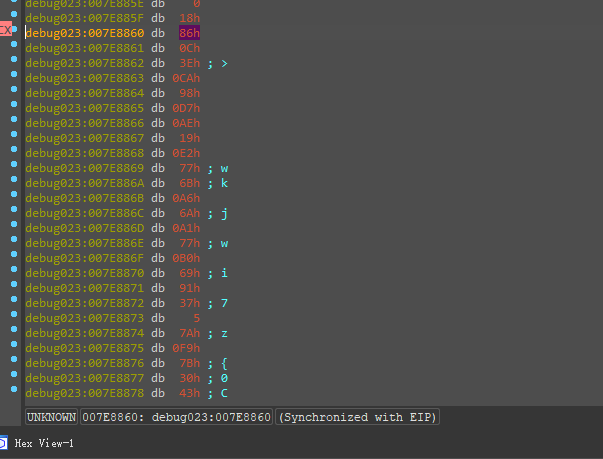 debug023:007E885E db 0
debug023:007E885F db 18h
debug023:007E8860 db 86h
debug023:007E8861 db 0Ch
debug023:007E8862 db 3Eh ; >
debug023:007E8863 db 0CAh
debug023:007E8864 db 98h
debug023:007E8865 db 0D7h
debug023:007E8866 db 0AEh
debug023:007E8867 db 19h
debug023:007E8868 db 0E2h
debug023:007E8869 db 77h ; w
debug023:007E886A db 6Bh ; k
debug023:007E886B db 0A6h
debug023:007E886C db 6Ah ; j
debug023:007E886D db 0A1h
debug023:007E886E db 77h ; w
debug023:007E886F db 0B0h
debug023:007E8870 db 69h ; i
debug023:007E8871 db 91h
debug023:007E8872 db 37h ; 7
debug023:007E8873 db 5
debug023:007E8874 db 7Ah ; z
debug023:007E8875 db 0F9h
debug023:007E8876 db 7Bh ; {
debug023:007E8877 db 30h ; 0
debug023:007E8878 db 43h ; C
UNKNOWN 007E8860: debug023:007E8860 (Synchronized with EIP)
Hex View-1